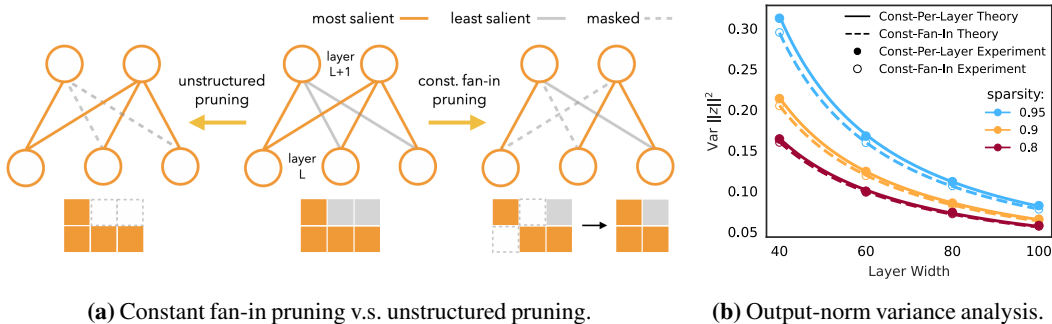 most salient
least salient
masked
layer
L+1
unstructured
pruning
const. fan-in
pruning
layer
L
(a) Constant fan-in pruning v.s. unstructured pruning.
Var ||z||²
0.30
0.25
0.20
0.15
0.10
0.05
Const-Per-Layer Theory
Const-Fan-In Theory
Const-Per-Layer Experiment
Const-Fan-In Experiment
sparsity:
0.95
0.9
0.8
40
60
80
100
Layer Width
(b) Output-norm variance analysis.